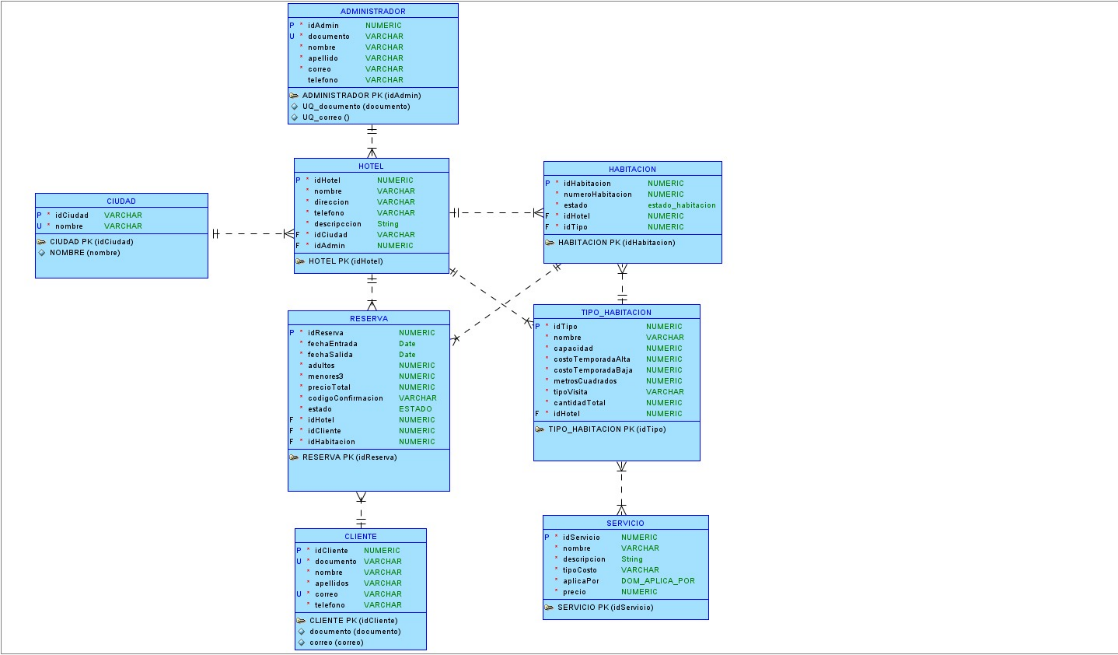 ADMINISTRADOR
P * idAdmin NUMERIC
U * documento VARCHAR
* nombre VARCHAR
* apellido VARCHAR
* correo VARCHAR
telefono VARCHAR
ADMINISTRADOR PK (idAdmin)
UQ_documento (documento)
UQ_correo ()
HOTEL
P * idHotel NUMERIC
* nombre VARCHAR
* direccion VARCHAR
* telefono VARCHAR
* descripccion String
F * idCiudad VARCHAR
F * idAdmin NUMERIC
HOTEL PK (idHotel)
HABITACION
P * idHabitacion NUMERIC
* numeroHabitacion NUMERIC
* estado estado_habitacion
F * idHotel NUMERIC
F * idTipo NUMERIC
HABITACION PK (idHabitacion)
CIUDAD
P * idCiudad VARCHAR
U * nombre VARCHAR
CIUDAD PK (idCiudad)
NOMBRE (nombre)
RESERVA
P * idReserva NUMERIC
* fechaEntrada Date
* fechaSalida Date
* adultos NUMERIC
* menores3 NUMERIC
* precioTotal NUMERIC
* codigoConfirmacion VARCHAR
* estado ESTADO
F * idHotel NUMERIC
F * idCliente NUMERIC
F * idHabitacion NUMERIC
RESERVA PK (idReserva)
TIPO_HABITACION
P * idTipo NUMERIC
* nombre VARCHAR
* capacidad NUMERIC
* costoTemporadaAlta NUMERIC
* costoTemporadaBaja NUMERIC
* metrosCuadrados NUMERIC
* tipoVisita VARCHAR
* cantidadTotal NUMERIC
F * idHotel NUMERIC
TIPO_HABITACION PK (idTipo)
CLIENTE
P * idCliente NUMERIC
U * documento VARCHAR
* nombre VARCHAR
* apellidos VARCHAR
U * correo VARCHAR
* telefono VARCHAR
CLIENTE PK (idCliente)
documento (documento)
correo (correo)
SERVICIO
P * idServicio NUMERIC
* nombre VARCHAR
* descripcion String
* tipoCosto VARCHAR
* aplicaPor DOM_APLICA_POR
* precio NUMERIC
SERVICIO PK (idServicio)